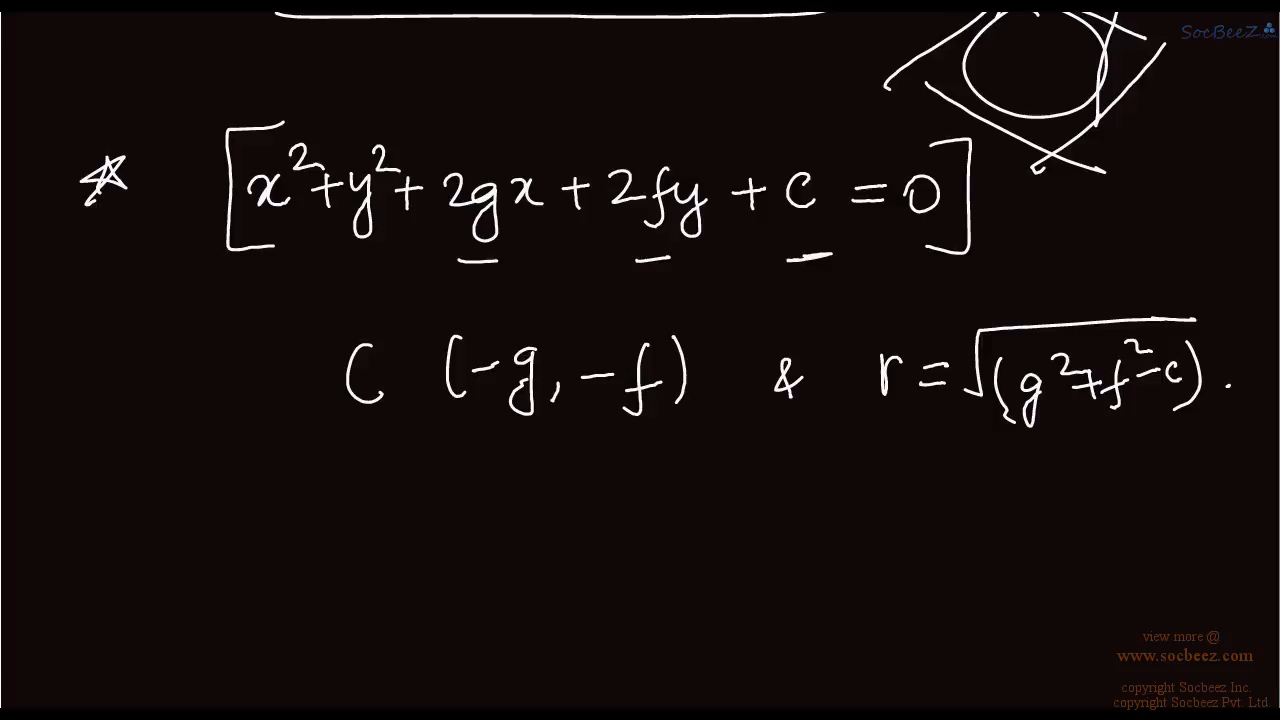 SocBeeZ.com
[x²+y²+ 2gx + 2fy + c = 0]
C (-g, -f) & r = √(g²+f²-c).
view more @
www.socbeez.com
copyright Socbeez Inc.
copyright Socbeez Pvt. Ltd.